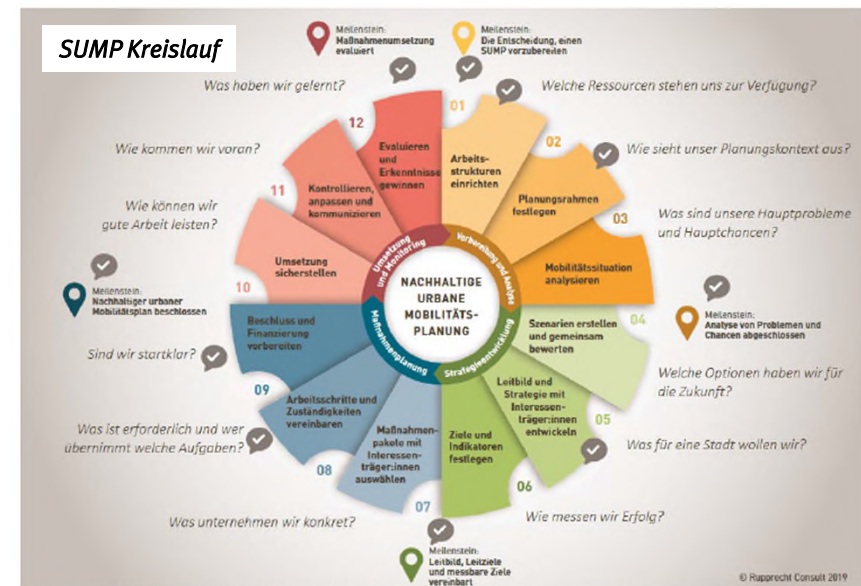 SUMP Kreislauf
Meilenstein:
Maßnahmenumsetzung
evaluiert
Meilenstein:
Die Entscheidung, einen
SUMP vorzubereiten
Was haben wir gelernt?
Welche Ressourcen stehen uns zur Verfügung?
01
Arbeits-
strukturen
einrichten
02
Wie sieht unser Planungskontext aus?
Planungsrahmen
festlegen
03
Was sind unsere Hauptprobleme
und Hauptchancen?
Mobilitätssituation
analysieren
Meilenstein:
Analyse von Problemen und
Chancen abgeschlossen
04
Szenarien erstellen
und gemeinsam
bewerten
Welche Optionen haben wir für
die Zukunft?
05
Leitbild und
Strategie mit
Interessen-
träger:innen
entwickeln
Was für eine Stadt wollen wir?
06
Ziele und
Indikatoren
festlegen
Wie messen wir Erfolg?
Meilenstein:
Leitbild, Leitziele
und messbare Ziele
vereinbart
07
Maßnahmen-
pakete mit
Interessen-
träger:innen
auswählen
Was unternehmen wir konkret?
08
Arbeitsschritte und
Zuständigkeiten
vereinbaren
Was ist erforderlich und wer
übernimmt welche Aufgaben?
09
Beschluss und
Finanzierung
vorbereiten
Sind wir startklar?
Meilenstein:
Nachhaltiger urbaner
Mobilitätsplan beschlossen
10
Umsetzung
sicherstellen
Wie können wir
gute Arbeit leisten?
11
Kontrollieren,
anpassen und
kommunizieren
Wie kommen wir voran?
12
Evaluieren
und
Erkenntnisse
gewinnen
Vorbereitung und Analyse
Strategieentwicklung
Maßnahmenplanung
Umsetzung
und Monitoring
NACHHALTIGE
URBANE
MOBILITÄTS-
PLANUNG
© Rupprecht Consult 2019